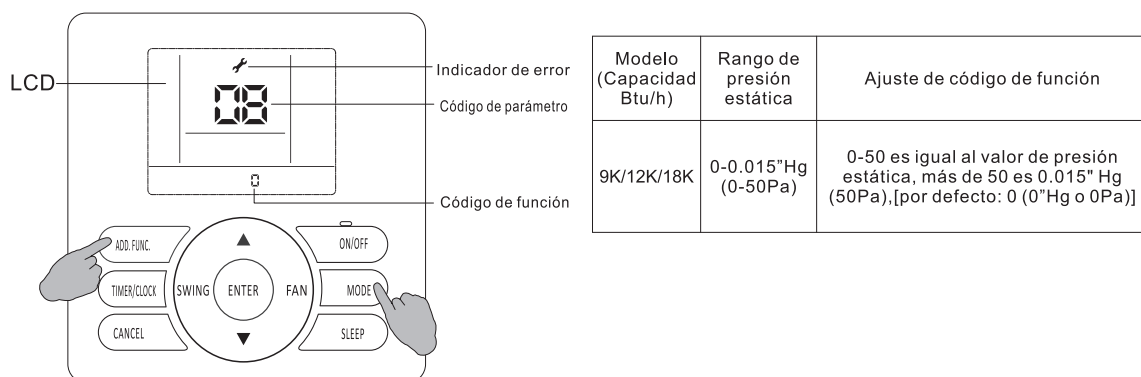 LCD
08
0
Indicador de error
Código de parámetro
Código de función
ADD. FUNC.
TIMER/CLOCK
CANCEL
SWING
ENTER
FAN
ON/OFF
MODE
SLEEP
Modelo
(Capacidad
Btu/h)
Rango de
presión
estática
Ajuste de código de función
9K/12K/18K
0-0.015”Hg
(0-50Pa)
0-50 es igual al valor de presión
estática, más de 50 es 0.015" Hg
(50Pa),[por defecto: 0 (0”Hg o 0Pa)]